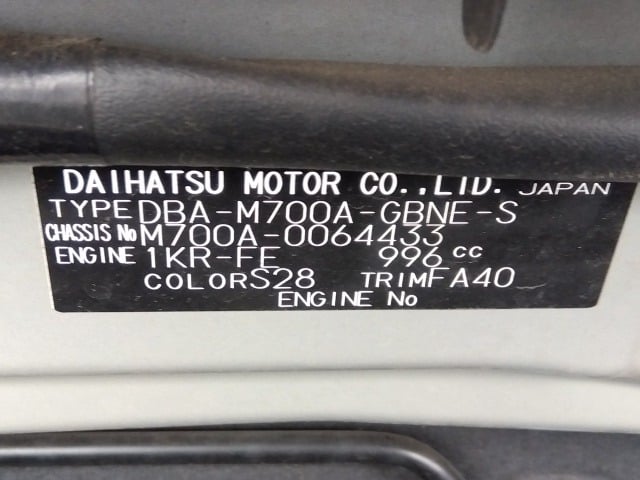 DAIHATSU MOTOR CO.,LTD. JAPAN
TYPE DBA-M700A-GBNE-S
CHASSIS No M700A-0064433
ENGINE 1KR-FE 996 cc
COLOR S28 TRIM FA40
ENGINE No